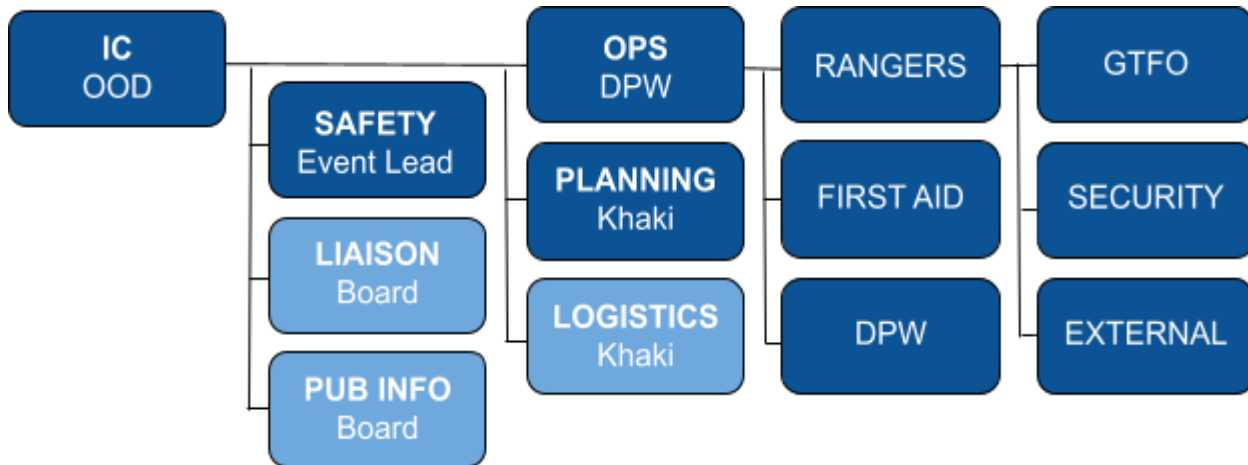 IC
OOD
SAFETY
Event Lead
LIAISON
Board
PUB INFO
Board
OPS
DPW
PLANNING
Khaki
LOGISTICS
Khaki
RANGERS
FIRST AID
DPW
GTFO
SECURITY
EXTERNAL